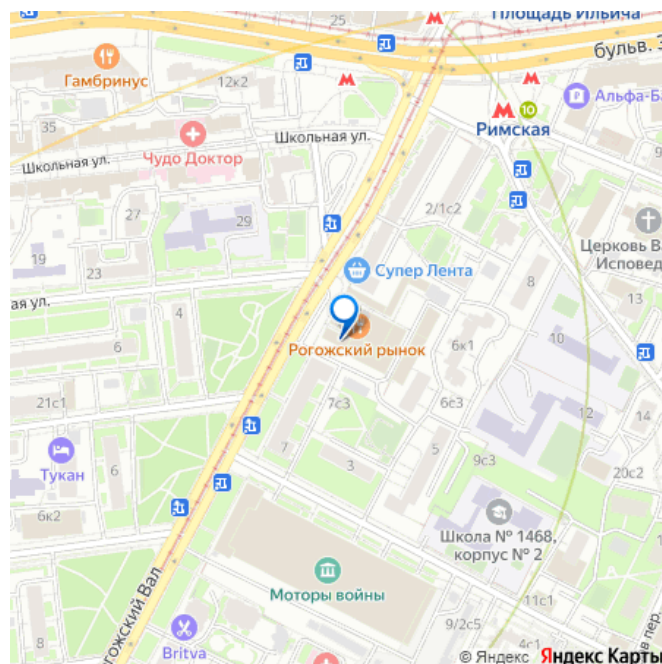 25
Площадь Ильича
бульв. З
Гамбринус
12к2
Альфа-Ба
35
10
Римская
Школьная ул.
Чудо Доктор
Школьная ул.
27
29
2/1с2
Церковь В
Исповед
19
23
Супер Лента
8
13
ая ул.
4
Рогожский рынок
6к1
21с1
7с3
6с3
12
7
5
Тукан
6
3
9с3
20с2
6к2
Школа № 1468,
корпус № 2
Моторы войны
11с1
огожский Вал
9/2с5
4с1
в пер.
8
Britva
© Яндекс Яндекс Карты